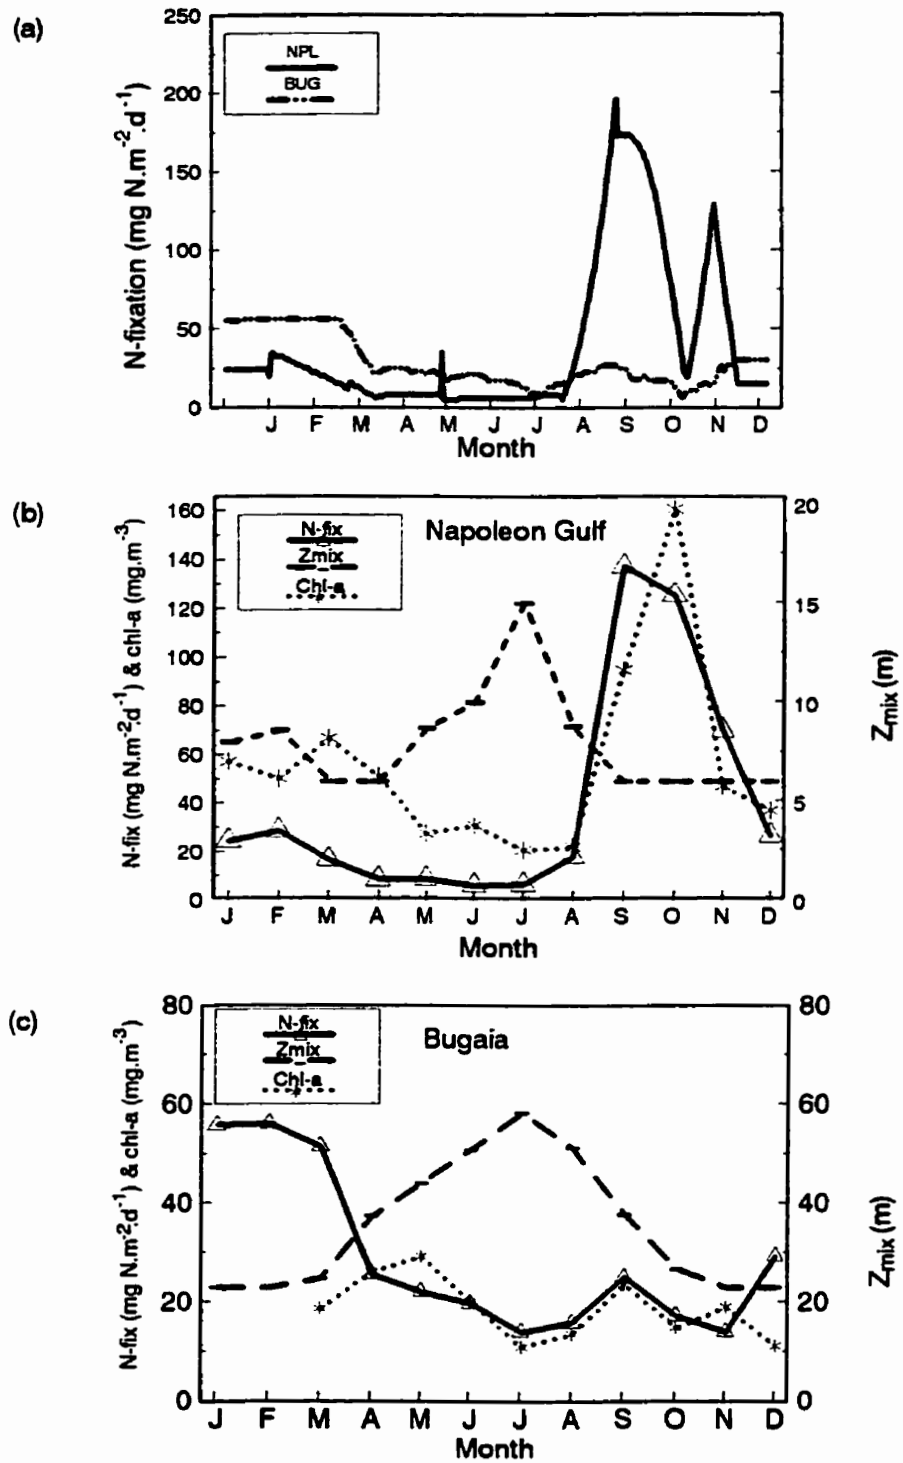 (a)
250
200
150
100
50
0
N-fixation (mg N.m-2.d-1)
NPL
BUG
J F M A M J J A S O N D
Month
(b)
Napoleon Gulf
N-fix
Zmix
Chl-a
160
140
120
100
80
60
40
20
0
N-fix (mg N.m-2.d-1) & chl-a (mg.m-3)
20
15
10
5
0
Zmix (m)
J F M A M J J A S O N D
Month
(c)
Bugaia
N-fix
Zmix
Chl-a
80
60
40
20
0
N-fix (mg N.m-2.d-1) & chl-a (mg.m-3)
80
60
40
20
0
Zmix (m)
J F M A M J J A S O N D
Month